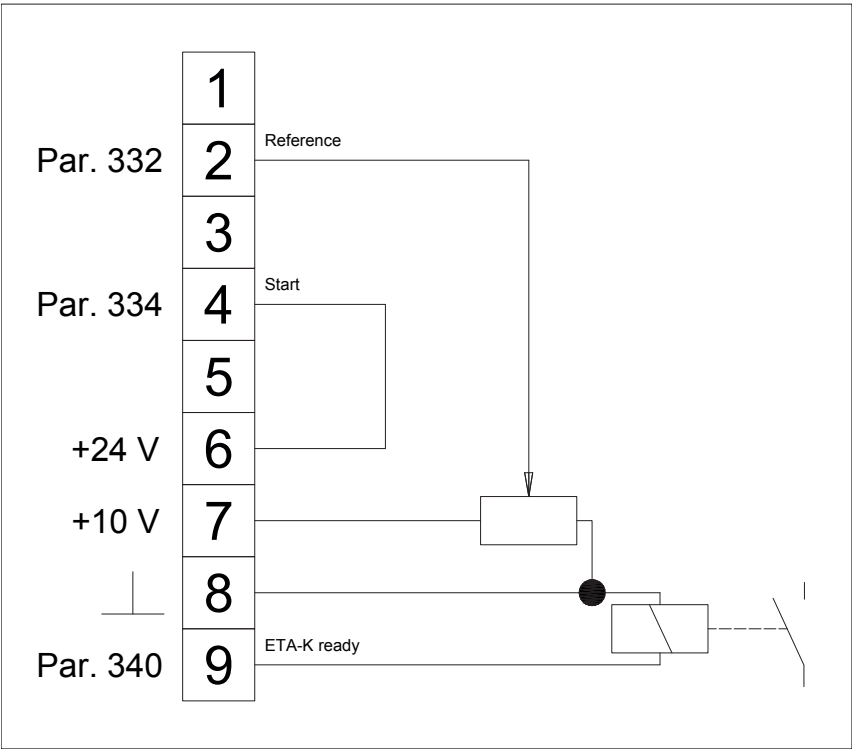 1
Par. 332 2 Reference
3
Par. 334 4 Start
5
+24 V 6
+10 V 7
8
Par. 340 9 ETA-K ready